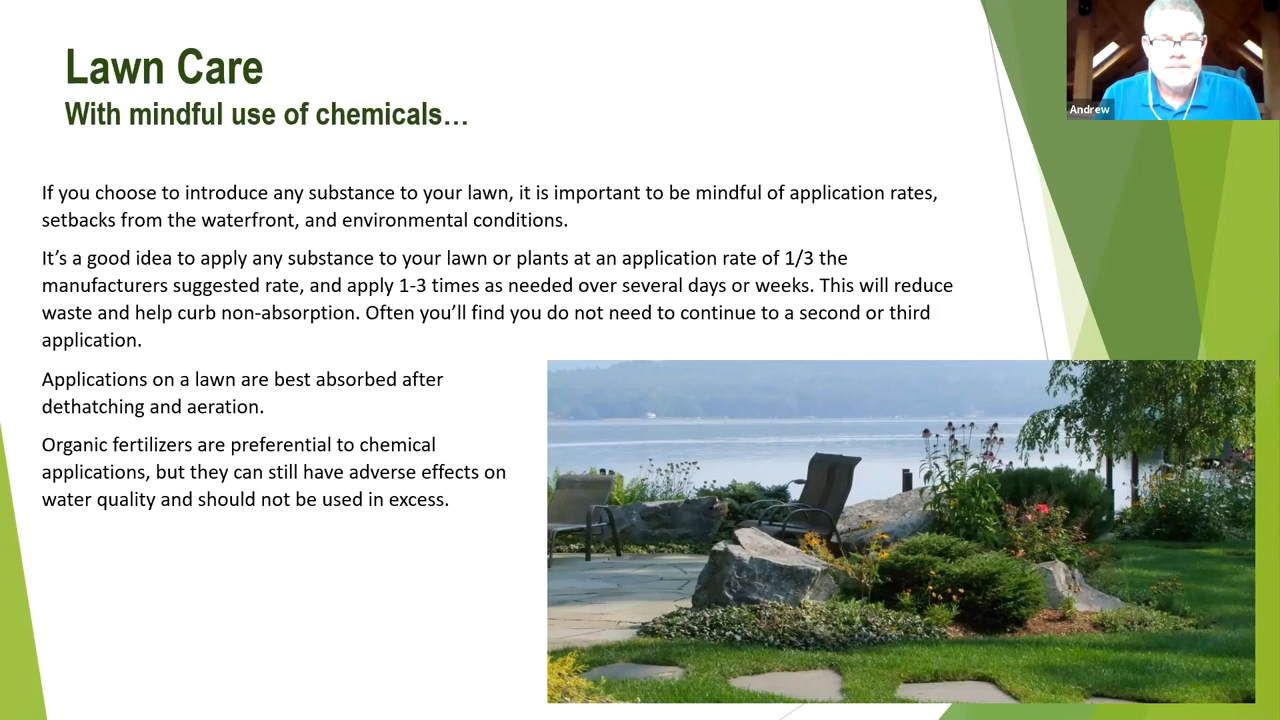 Lawn Care
With mindful use of chemicals…
Andrew
If you choose to introduce any substance to your lawn, it is important to be mindful of application rates,
setbacks from the waterfront, and environmental conditions.
It’s a good idea to apply any substance to your lawn or plants at an application rate of 1/3 the
manufacturers suggested rate, and apply 1-3 times as needed over several days or weeks. This will reduce
waste and help curb non-absorption. Often you’ll find you do not need to continue to a second or third
application.
Applications on a lawn are best absorbed after
dethatching and aeration.
Organic fertilizers are preferential to chemical
applications, but they can still have adverse effects on
water quality and should not be used in excess.